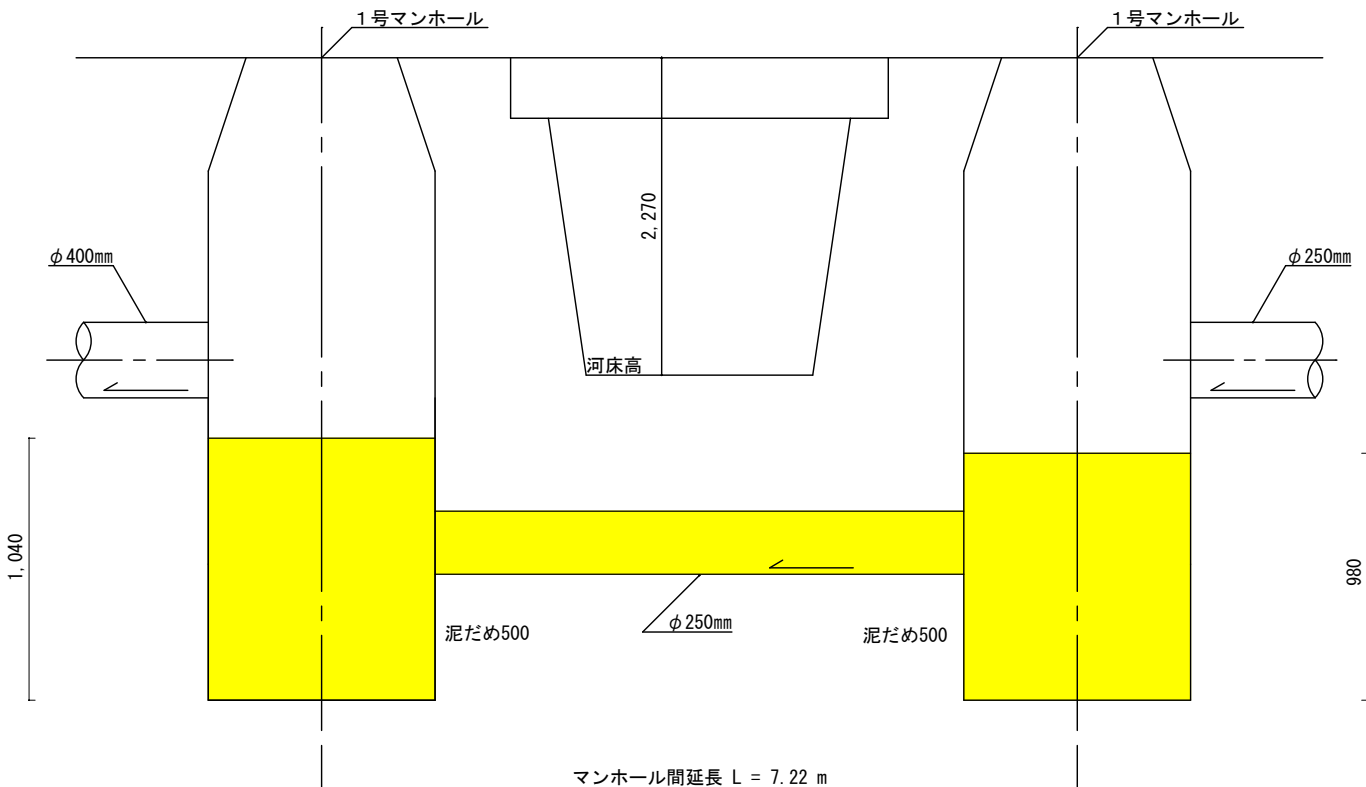 1号マンホール
1号マンホール
2,270
φ400mm
φ250mm
河床高
1,040
980
φ250mm
泥だめ500
泥だめ500
マンホール間延長 L = 7.22 m